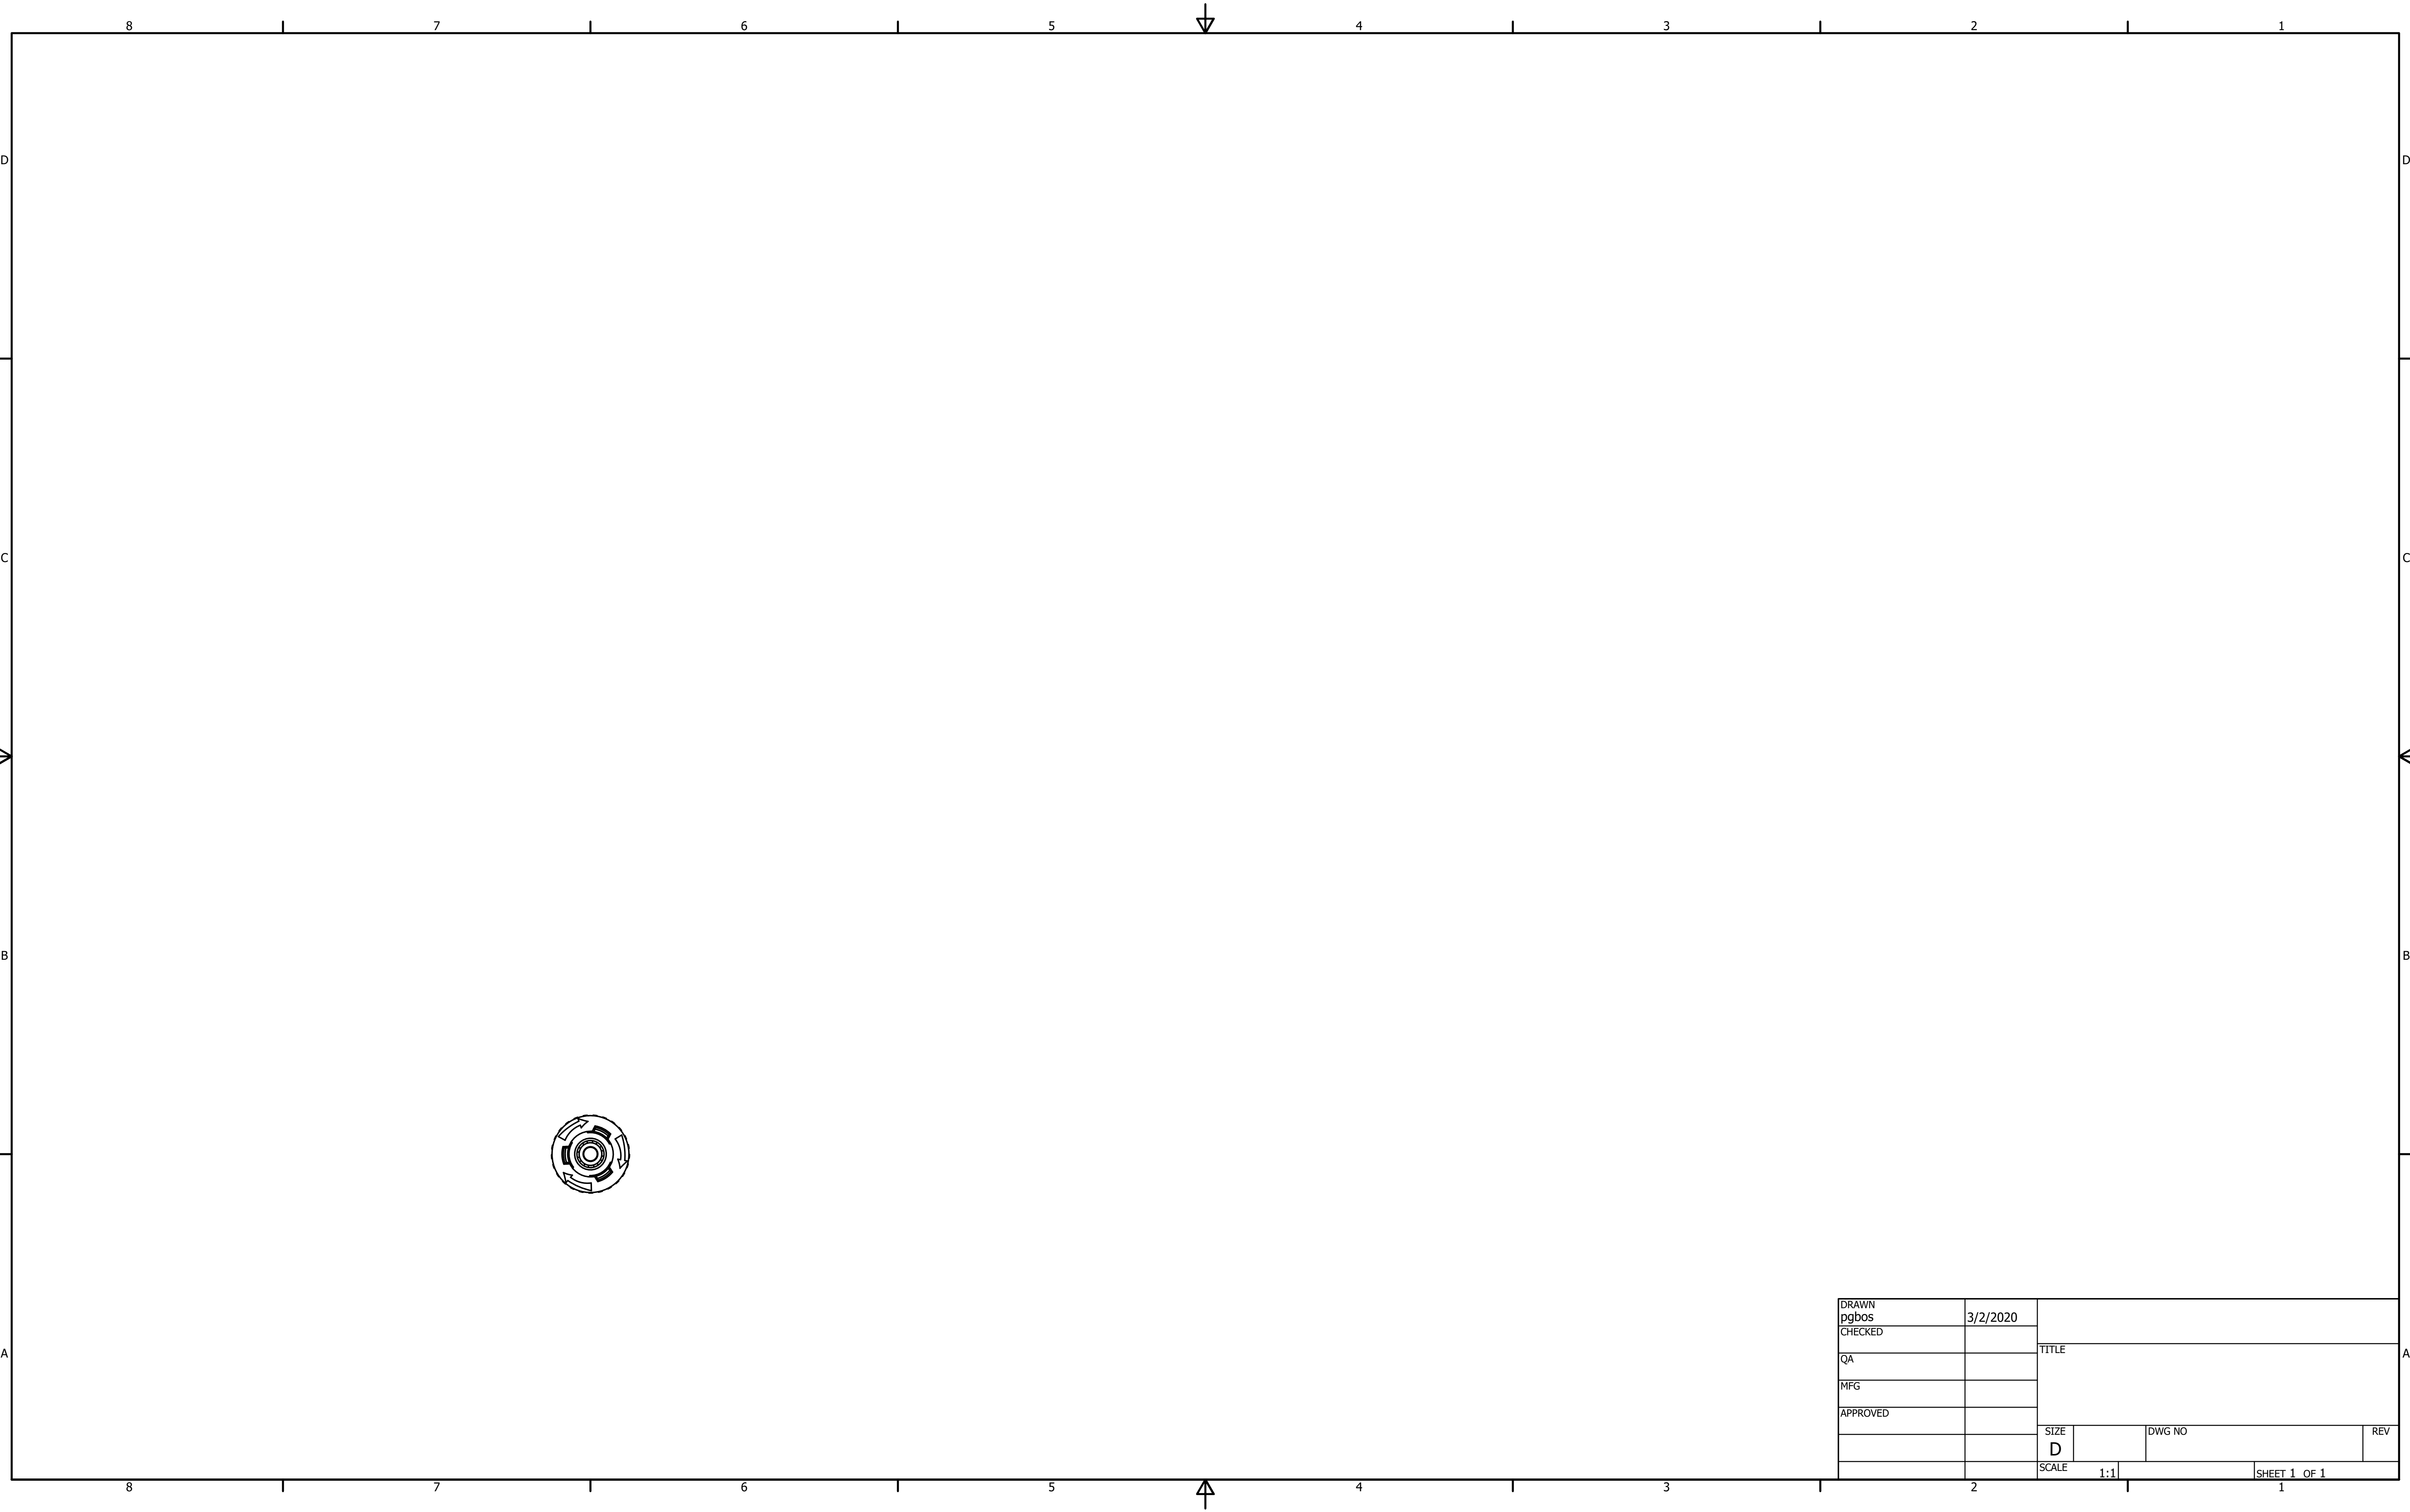 8 7 6 5 4 3 2 1
D D
C C
B B
A A
DRAWN
pgbos 3/2/2020
CHECKED
TITLE
QA
MFG
APPROVED
SIZE DWG NO REV
D
SCALE 1:1 SHEET 1 OF 1
8 7 6 5 4 3 2 1